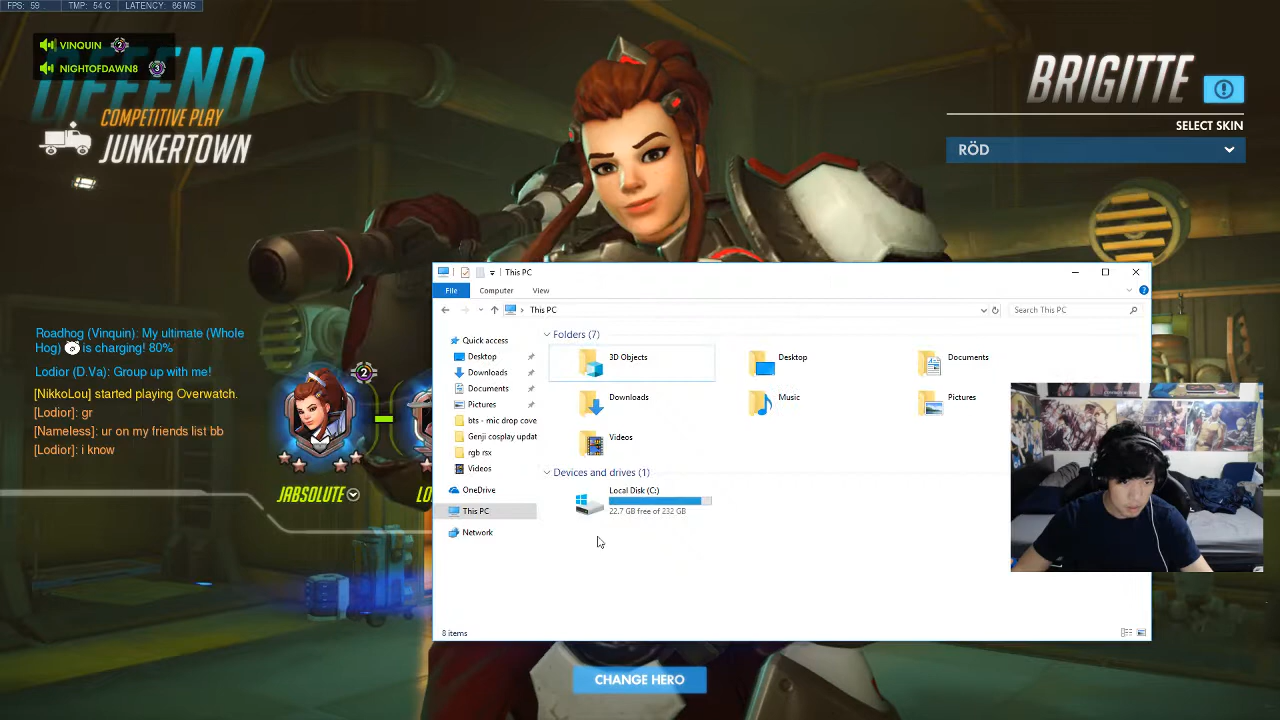 FPS: 59
TMP: 54 C
LATENCY: 86 MS
VINQUIN 2
NIGHTOFDAWN8 3
DEFEND
COMPETITIVE PLAY
JUNKERTOWN
BRIGITTE
SELECT SKIN
RÖD
This PC
File
Computer
View
This PC
Search This PC
Quick access
Desktop
Downloads
Documents
Pictures
bts - mic drop cove
Genji cosplay updat
rgb rsx
Videos
OneDrive
This PC
Network
Folders (7)
3D Objects
Desktop
Documents
Downloads
Music
Pictures
Videos
Devices and drives (1)
Local Disk (C:)
22.7 GB free of 232 GB
8 items
Roadhog (Vinquin): My ultimate (Whole
Hog) is charging! 80%
Lodior (D.Va): Group up with me!
[NikkoLou] started playing Overwatch.
[Lodior]: gr
[Nameless]: ur on my friends list bb
[Lodior]: i know
2
JABSOLUTE
LO
CHANGE HERO